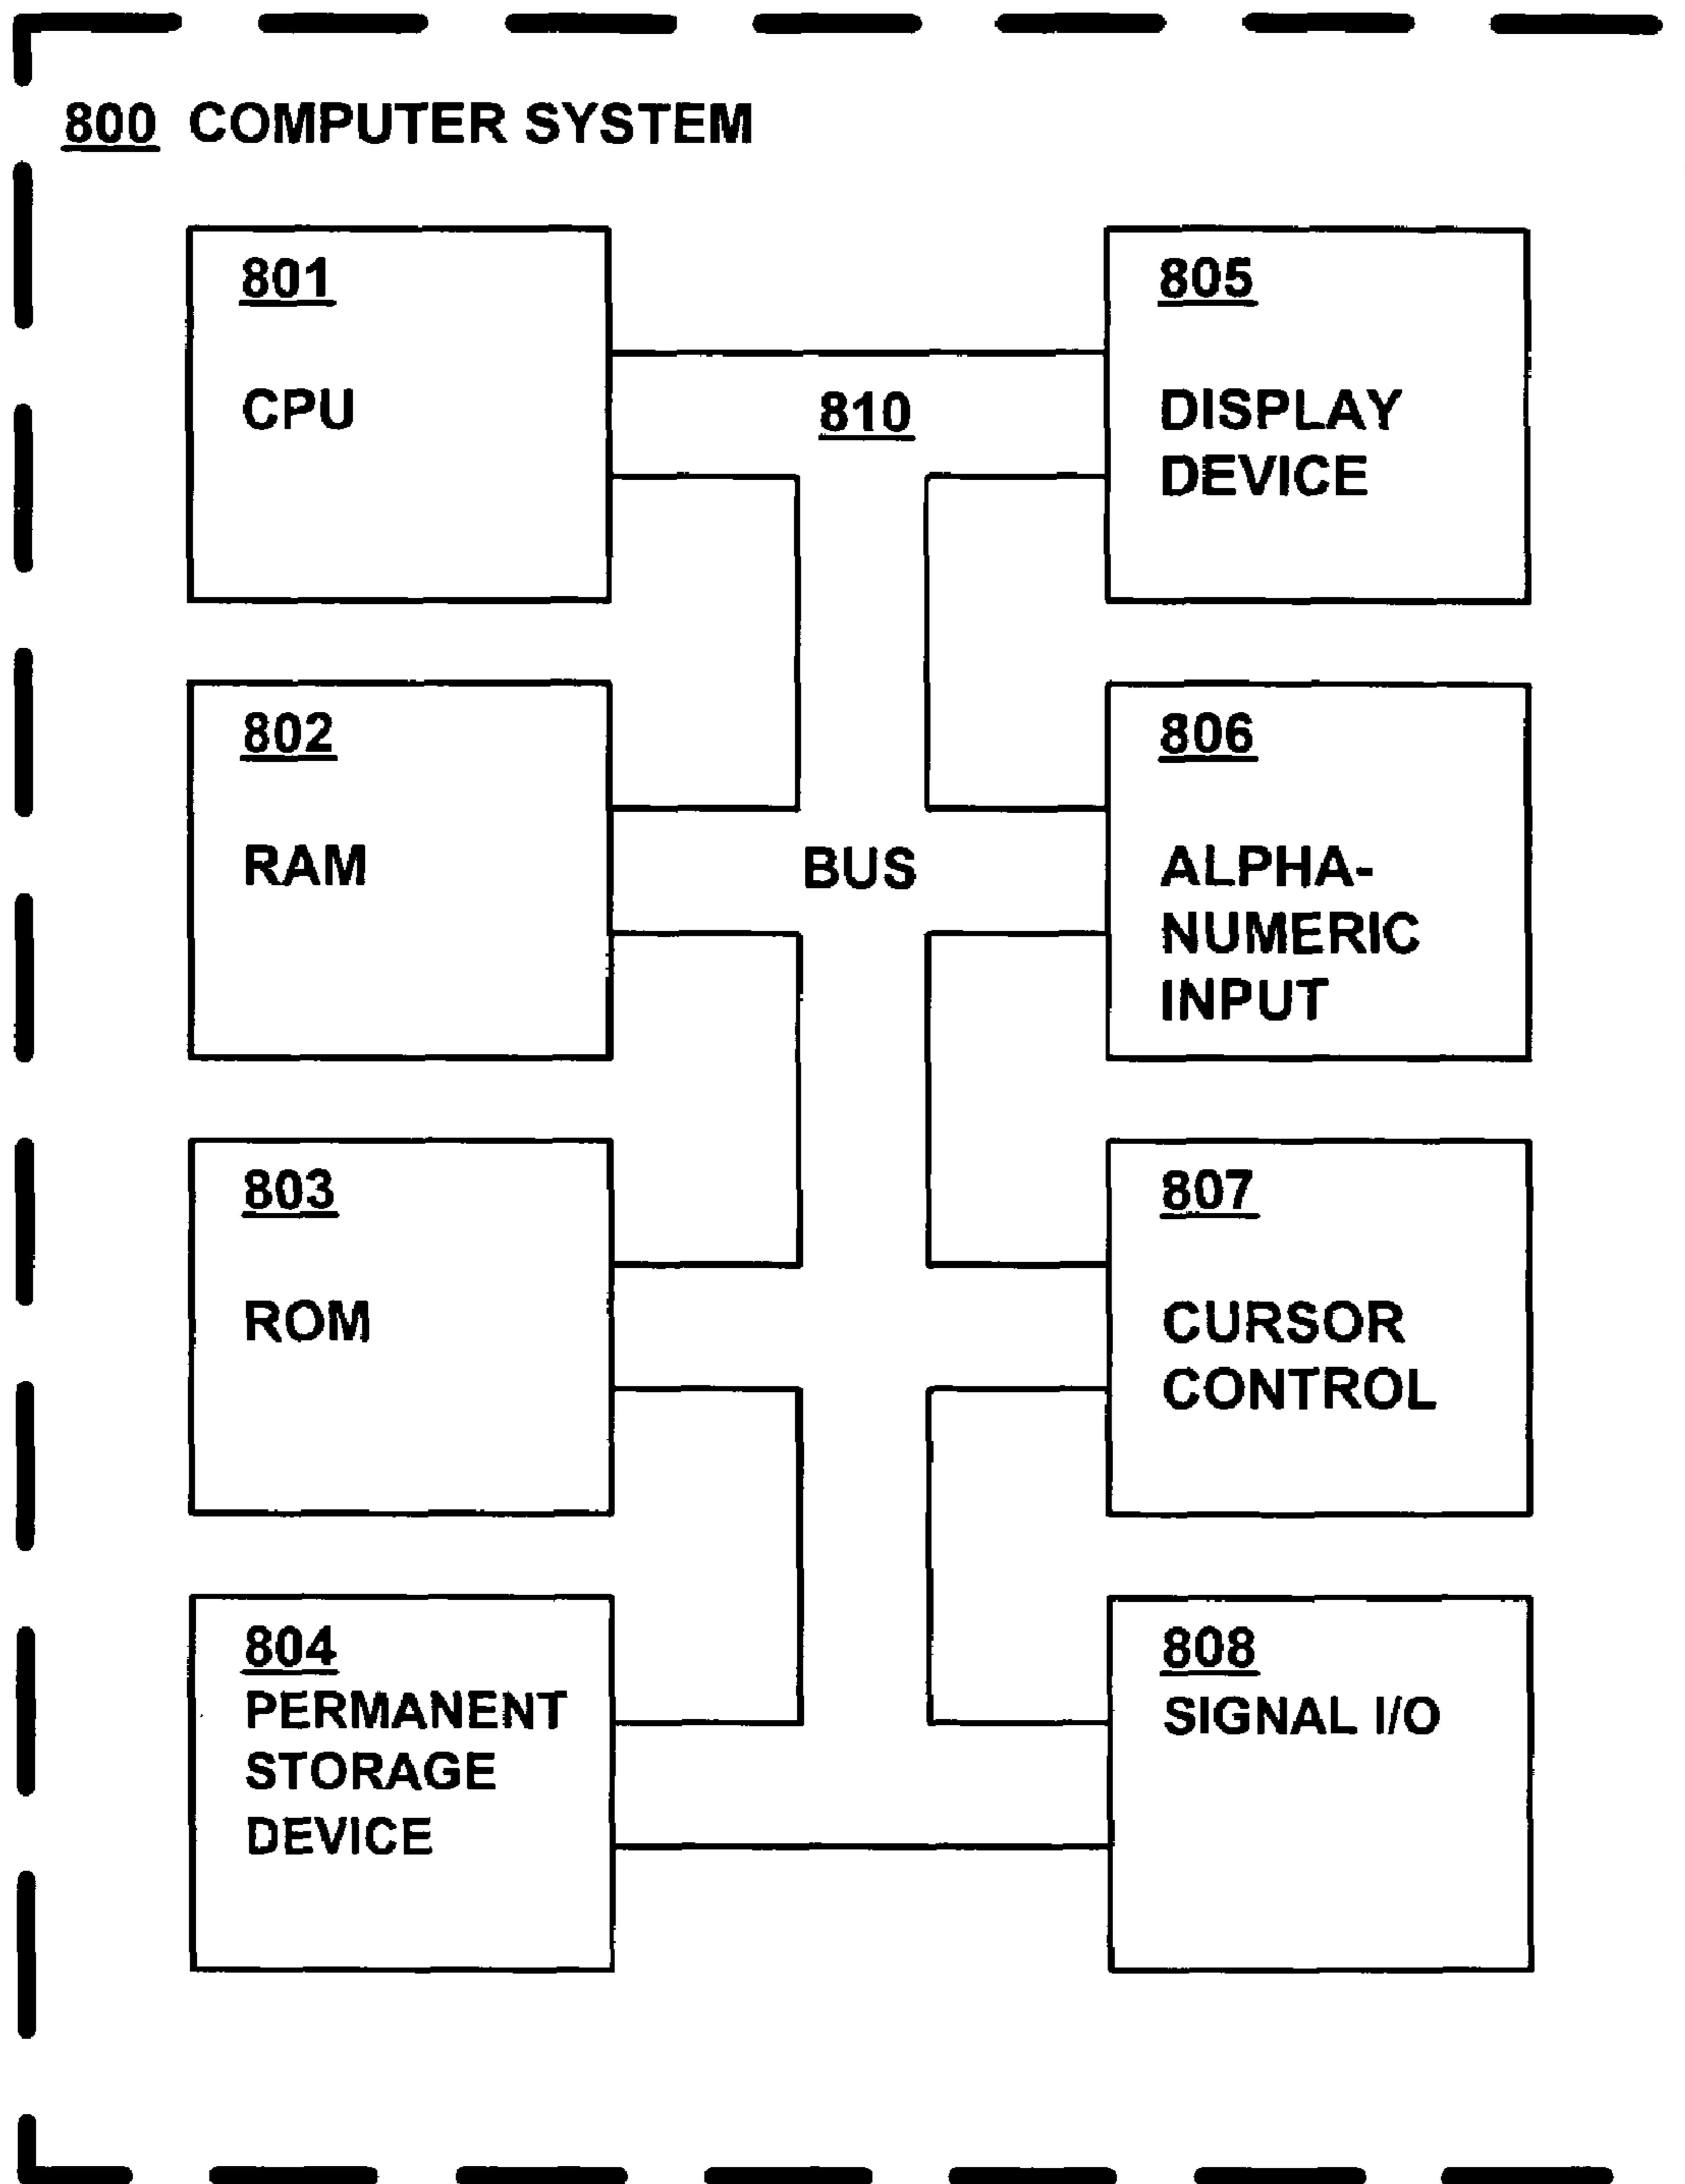 800 COMPUTER SYSTEM
801
CPU
802
RAM
803
ROM
804
PERMANENT
STORAGE
DEVICE
810
BUS
805
DISPLAY
DEVICE
806
ALPHA-
NUMERIC
INPUT
807
CURSOR
CONTROL
808
SIGNAL I/O